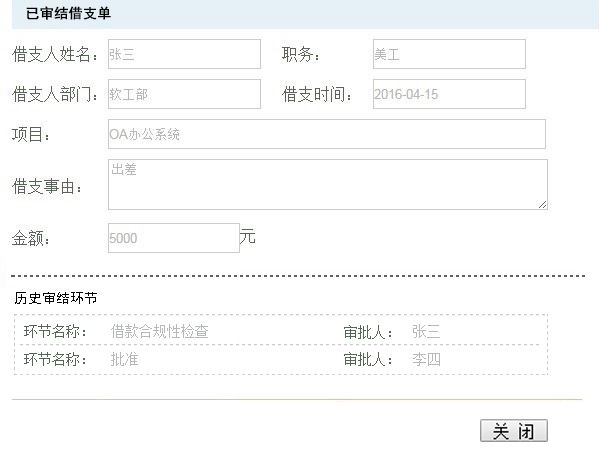 已审结借支单
借支人姓名：张三 职务：美工
借支人部门：软工部 借支时间：2016-04-15
项目：OA办公系统
借支事由：出差
金额：5000元
历史审结环节
环节名称：借款合规性检查 审批人：张三
环节名称：批准 审批人：李四
关 闭